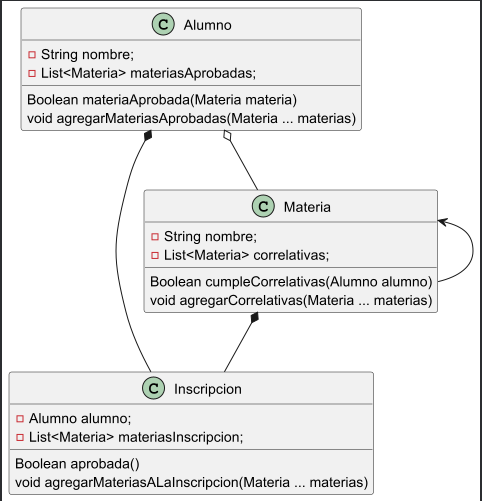 C Alumno
String nombre;
List<Materia> materiasAprobadas;
Boolean materiaAprobada(Materia materia)
void agregarMateriasAprobadas(Materia ... materias)
C Materia
String nombre;
List<Materia> correlativas;
Boolean cumpleCorrelativas(Alumno alumno)
void agregarCorrelativas(Materia ... materias)
C Inscripcion
Alumno alumno;
List<Materia> materiasInscripcion;
Boolean aprobada()
void agregarMateriasALaInscripcion(Materia ... materias)